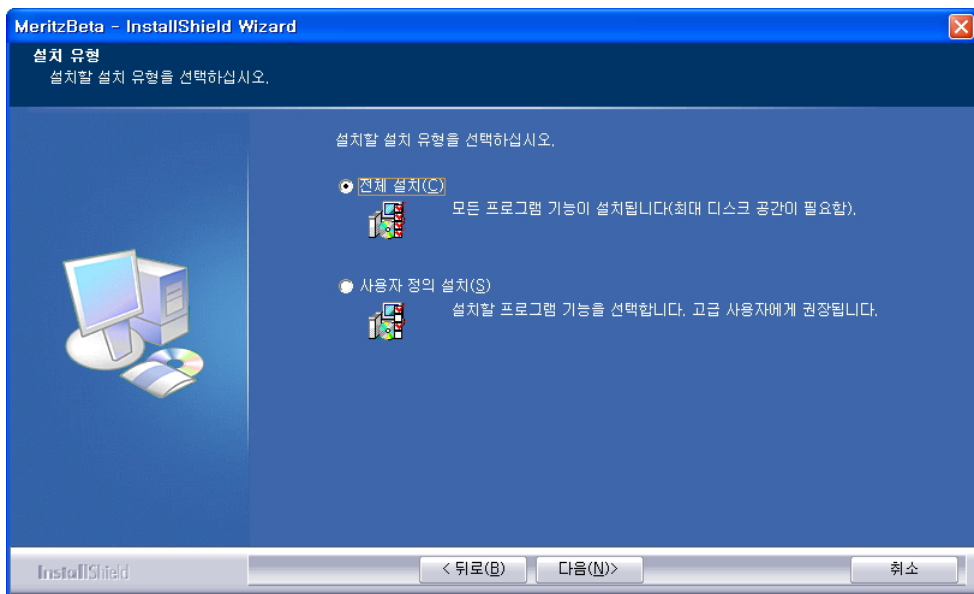 MeritzBeta - InstallShield Wizard
설치 유형
설치할 설치 유형을 선택하십시오.
설치할 설치 유형을 선택하십시오.
전체 설치(C)
모든 프로그램 기능이 설치됩니다(최대 디스크 공간이 필요함).
사용자 정의 설치(S)
설치할 프로그램 기능을 선택합니다. 고급 사용자에게 권장됩니다.
InstallShield
< 뒤로(B) 다음(N)> 취소